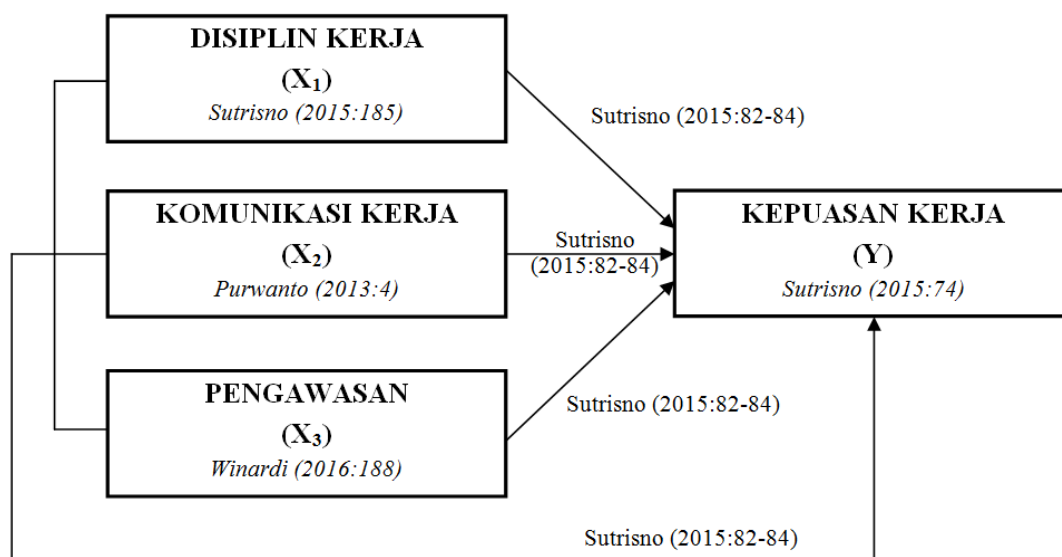 DISIPLIN KERJA
(X₁)
Sutrisno (2015:185)
Sutrisno (2015:82-84)
KOMUNIKASI KERJA
(X₂)
Purwanto (2013:4)
Sutrisno
(2015:82-84)
KEPUASAN KERJA
(Y)
Sutrisno (2015:74)
PENGAWASAN
(X₃)
Winardi (2016:188)
Sutrisno (2015:82-84)
Sutrisno (2015:82-84)